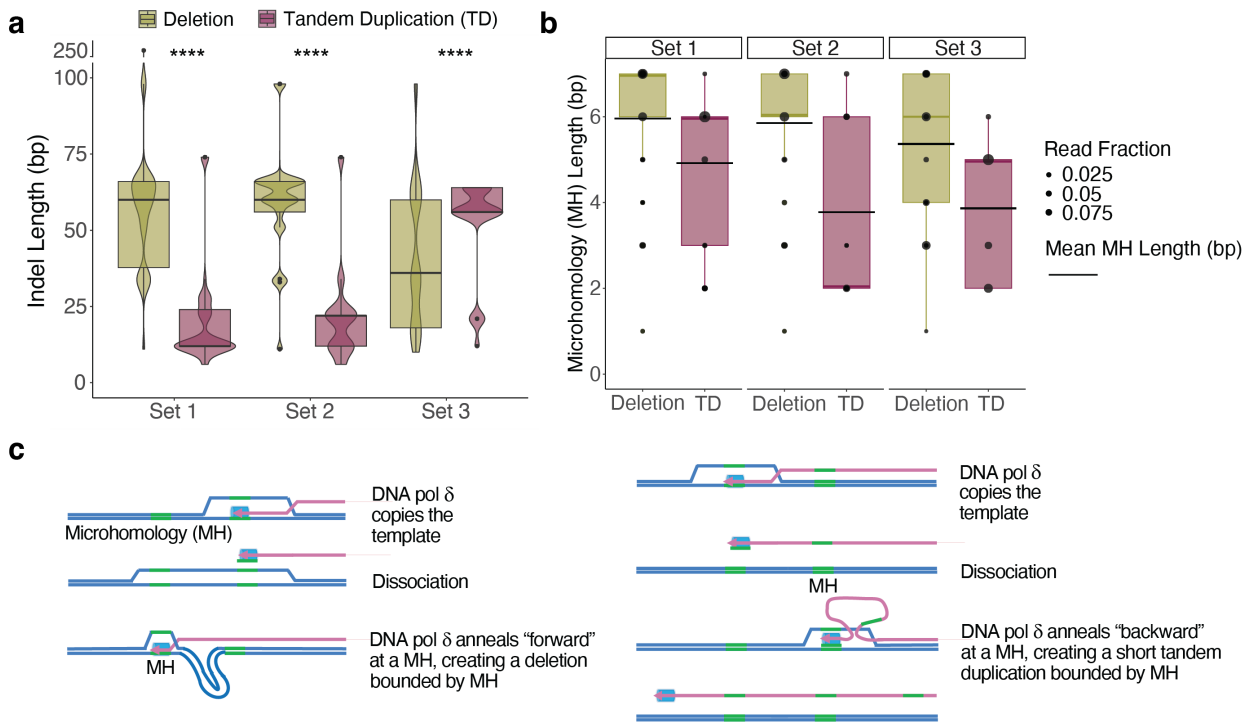 a
Deletion
Tandem Duplication (TD)
250
100
75
50
25
0
Indel Length (bp)
****
****
****
Set 1
Set 2
Set 3
b
Set 1
Set 2
Set 3
6
4
2
0
Microhomology (MH) Length (bp)
Deletion
TD
Deletion
TD
Deletion
TD
Read Fraction
0.025
0.05
0.075
Mean MH Length (bp)
c
Microhomology (MH)
DNA pol δ
copies the
template
Dissociation
MH
DNA pol δ anneals “forward”
at a MH, creating a deletion
bounded by MH
DNA pol δ
copies the
template
Dissociation
MH
DNA pol δ anneals “backward”
at a MH, creating a short tandem
duplication bounded by MH